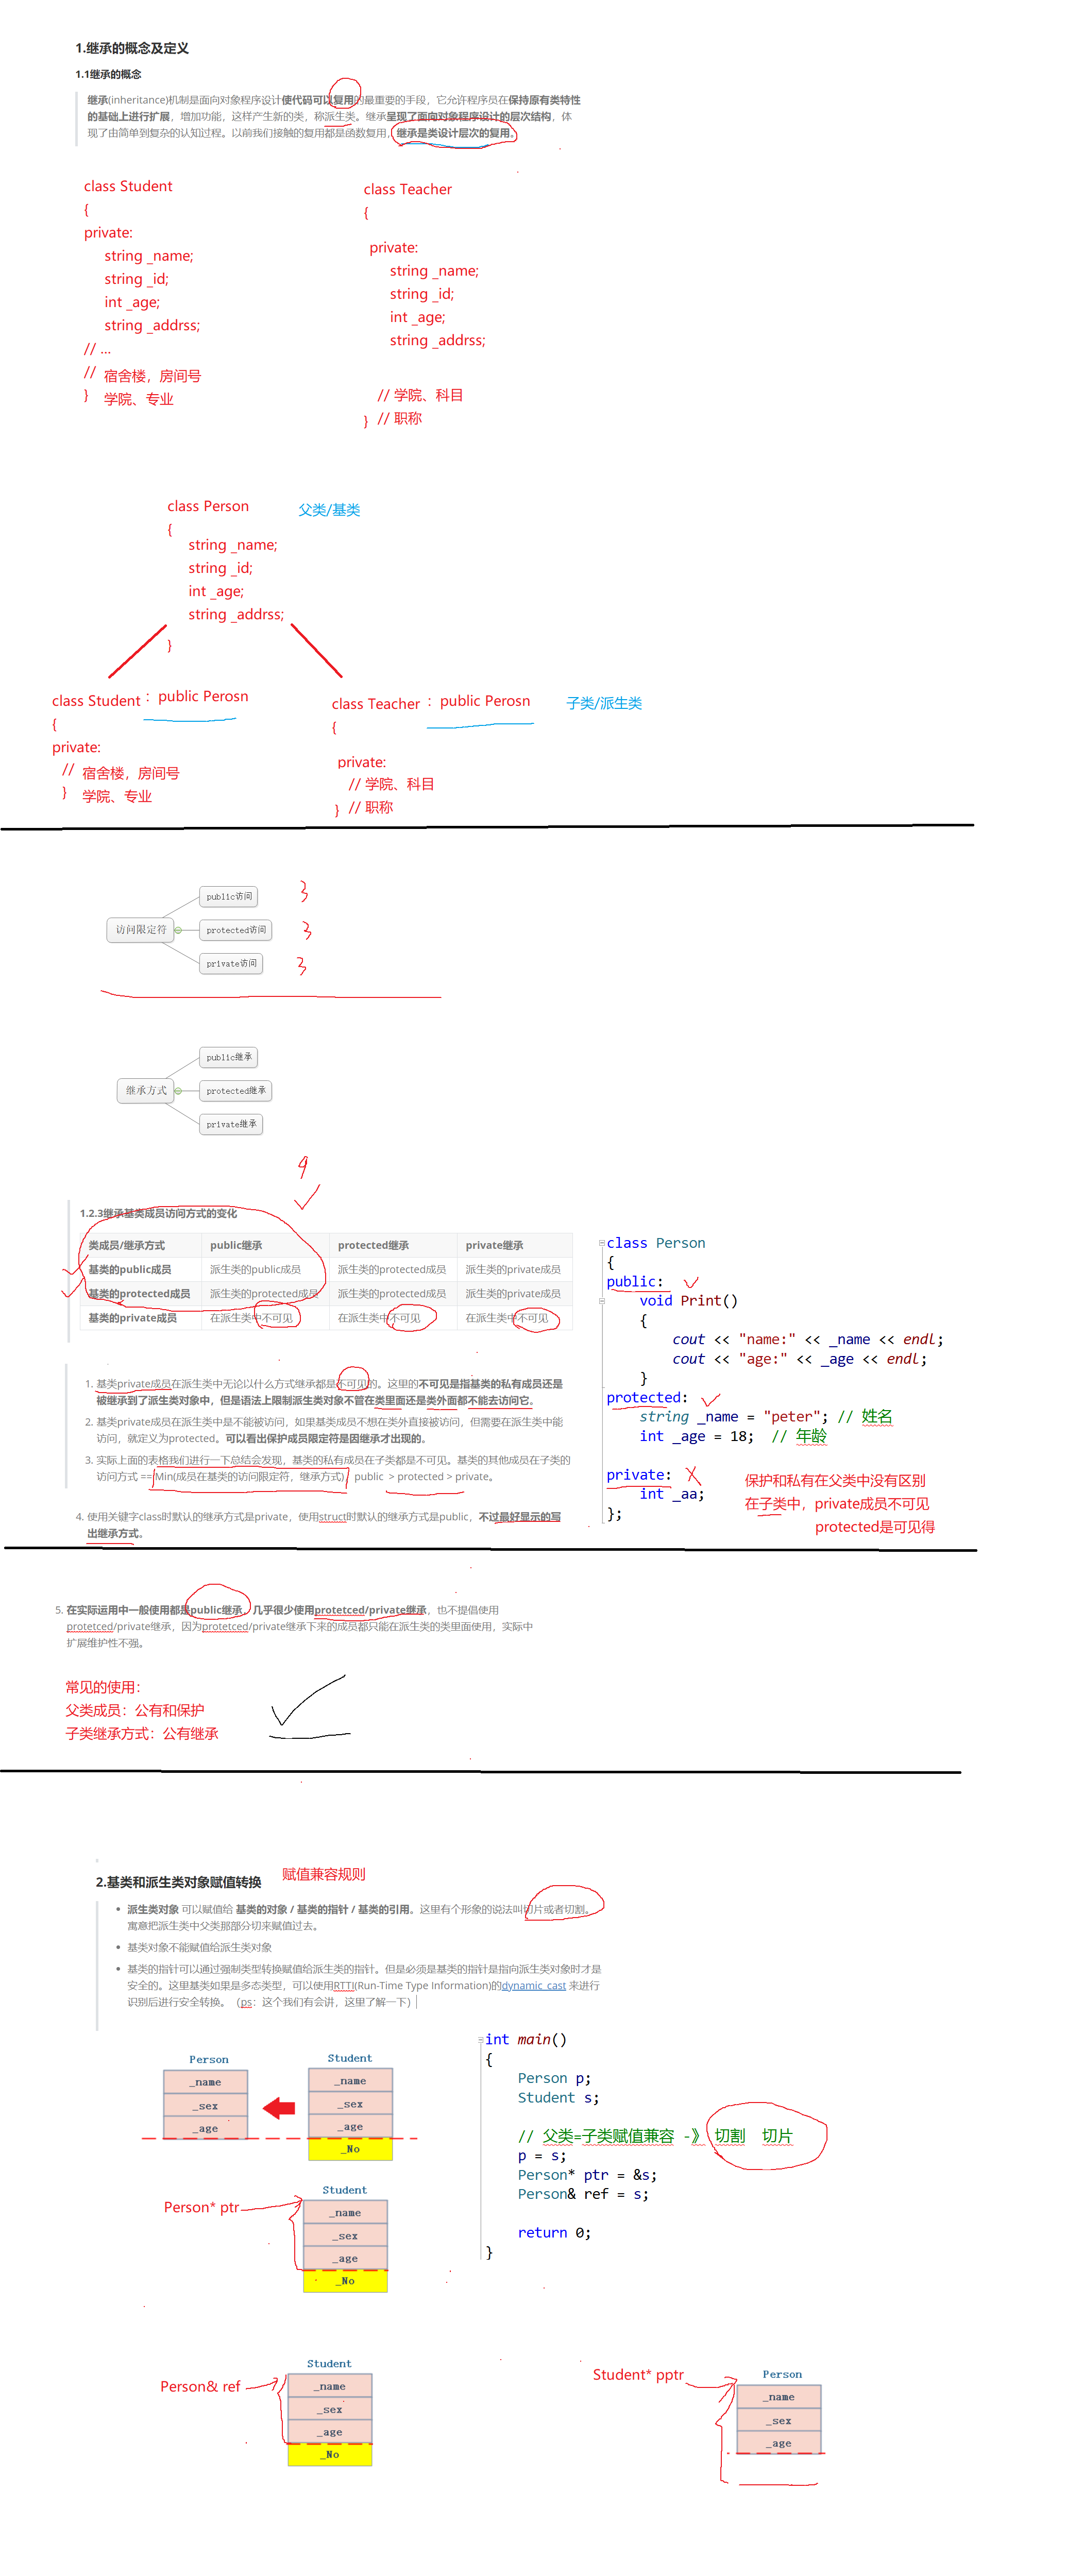 1.继承的概念及定义
1.1继承的概念
继承(inheritance)机制是面向对象程序设计使代码可以复用的最重要的手段，它允许程序员在保持原有类特性
的基础上进行扩展，增加功能，这样产生新的类，称派生类。继承呈现了面向对象程序设计的层次结构，体
现了由简单到复杂的认知过程。以前我们接触的复用都是函数复用，继承是类设计层次的复用。
class Student
{
private:
string _name;
string _id;
int _age;
string _addrss;
// ...
// 宿舍楼，房间号
} 学院、专业
class Teacher
{
private:
string _name;
string _id;
int _age;
string _addrss;
// 学院、科目
} // 职称
class Person 父类/基类
{
string _name;
string _id;
int _age;
string _addrss;
}
class Student : public Perosn
{
private:
// 宿舍楼，房间号
} 学院、专业
class Teacher : public Perosn 子类/派生类
{
private:
// 学院、科目
} // 职称
访问限定符
public访问 3
protected访问 3
private访问 3
继承方式
public继承
protected继承
private继承
9
1.2.3继承基类成员访问方式的变化
类成员/继承方式 public继承 protected继承 private继承
基类的public成员 派生类的public成员 派生类的protected成员 派生类的private成员
基类的protected成员 派生类的protected成员 派生类的protected成员 派生类的private成员
基类的private成员 在派生类中不可见 在派生类中不可见 在派生类中不可见
1. 基类private成员在派生类中无论以什么方式继承都是不可见的。这里的不可见是指基类的私有成员还是
被继承到了派生类对象中，但是语法上限制派生类对象不管在类里面还是类外面都不能去访问它。
2. 基类private成员在派生类中是不能被访问，如果基类成员不想在类外直接被访问，但需要在派生类中能
访问，就定义为protected。可以看出保护成员限定符是因继承才出现的。
3. 实际上面的表格我们进行一下总结会发现，基类的私有成员在子类都是不可见。基类的其他成员在子类的
访问方式 == Min(成员在基类的访问限定符，继承方式)，public > protected > private。
4. 使用关键字class时默认的继承方式是private，使用struct时默认的继承方式是public，不过最好显示的写
出继承方式。
class Person
{
public:
void Print()
{
cout << "name:" << _name << endl;
cout << "age:" << _age << endl;
}
protected:
string _name = "peter"; // 姓名
int _age = 18; // 年龄
private:
int _aa;
};
保护和私有在父类中没有区别
在子类中，private成员不可见
protected是可见得
5. 在实际运用中一般使用都是public继承，几乎很少使用protetced/private继承，也不提倡使用
protetced/private继承，因为protetced/private继承下来的成员都只能在派生类的类里面使用，实际中
扩展维护性不强。
常见的使用：
父类成员：公有和保护
子类继承方式：公有继承
2.基类和派生类对象赋值转换 赋值兼容规则
• 派生类对象 可以赋值给 基类的对象 / 基类的指针 / 基类的引用。这里有个形象的说法叫切片或者切割。
寓意把派生类中父类那部分切来赋值过去。
• 基类对象不能赋值给派生类对象
• 基类的指针可以通过强制类型转换赋值给派生类的指针。但是必须是基类的指针是指向派生类对象时才是
安全的。这里基类如果是多态类型，可以使用RTTI(Run-Time Type Information)的dynamic_cast 来进行
识别后进行安全转换。（ps：这个我们有会讲，这里了解一下）
Person
_name
_sex
_age
Student
_name
_sex
_age
_No
int main()
{
Person p;
Student s;
// 父类=子类赋值兼容 -》 切割 切片
p = s;
Person* ptr = &s;
Person& ref = s;
return 0;
}
Person* ptr
Student
_name
_sex
_age
_No
Person& ref
Student
_name
_sex
_age
_No
Student* pptr
Person
_name
_sex
_age